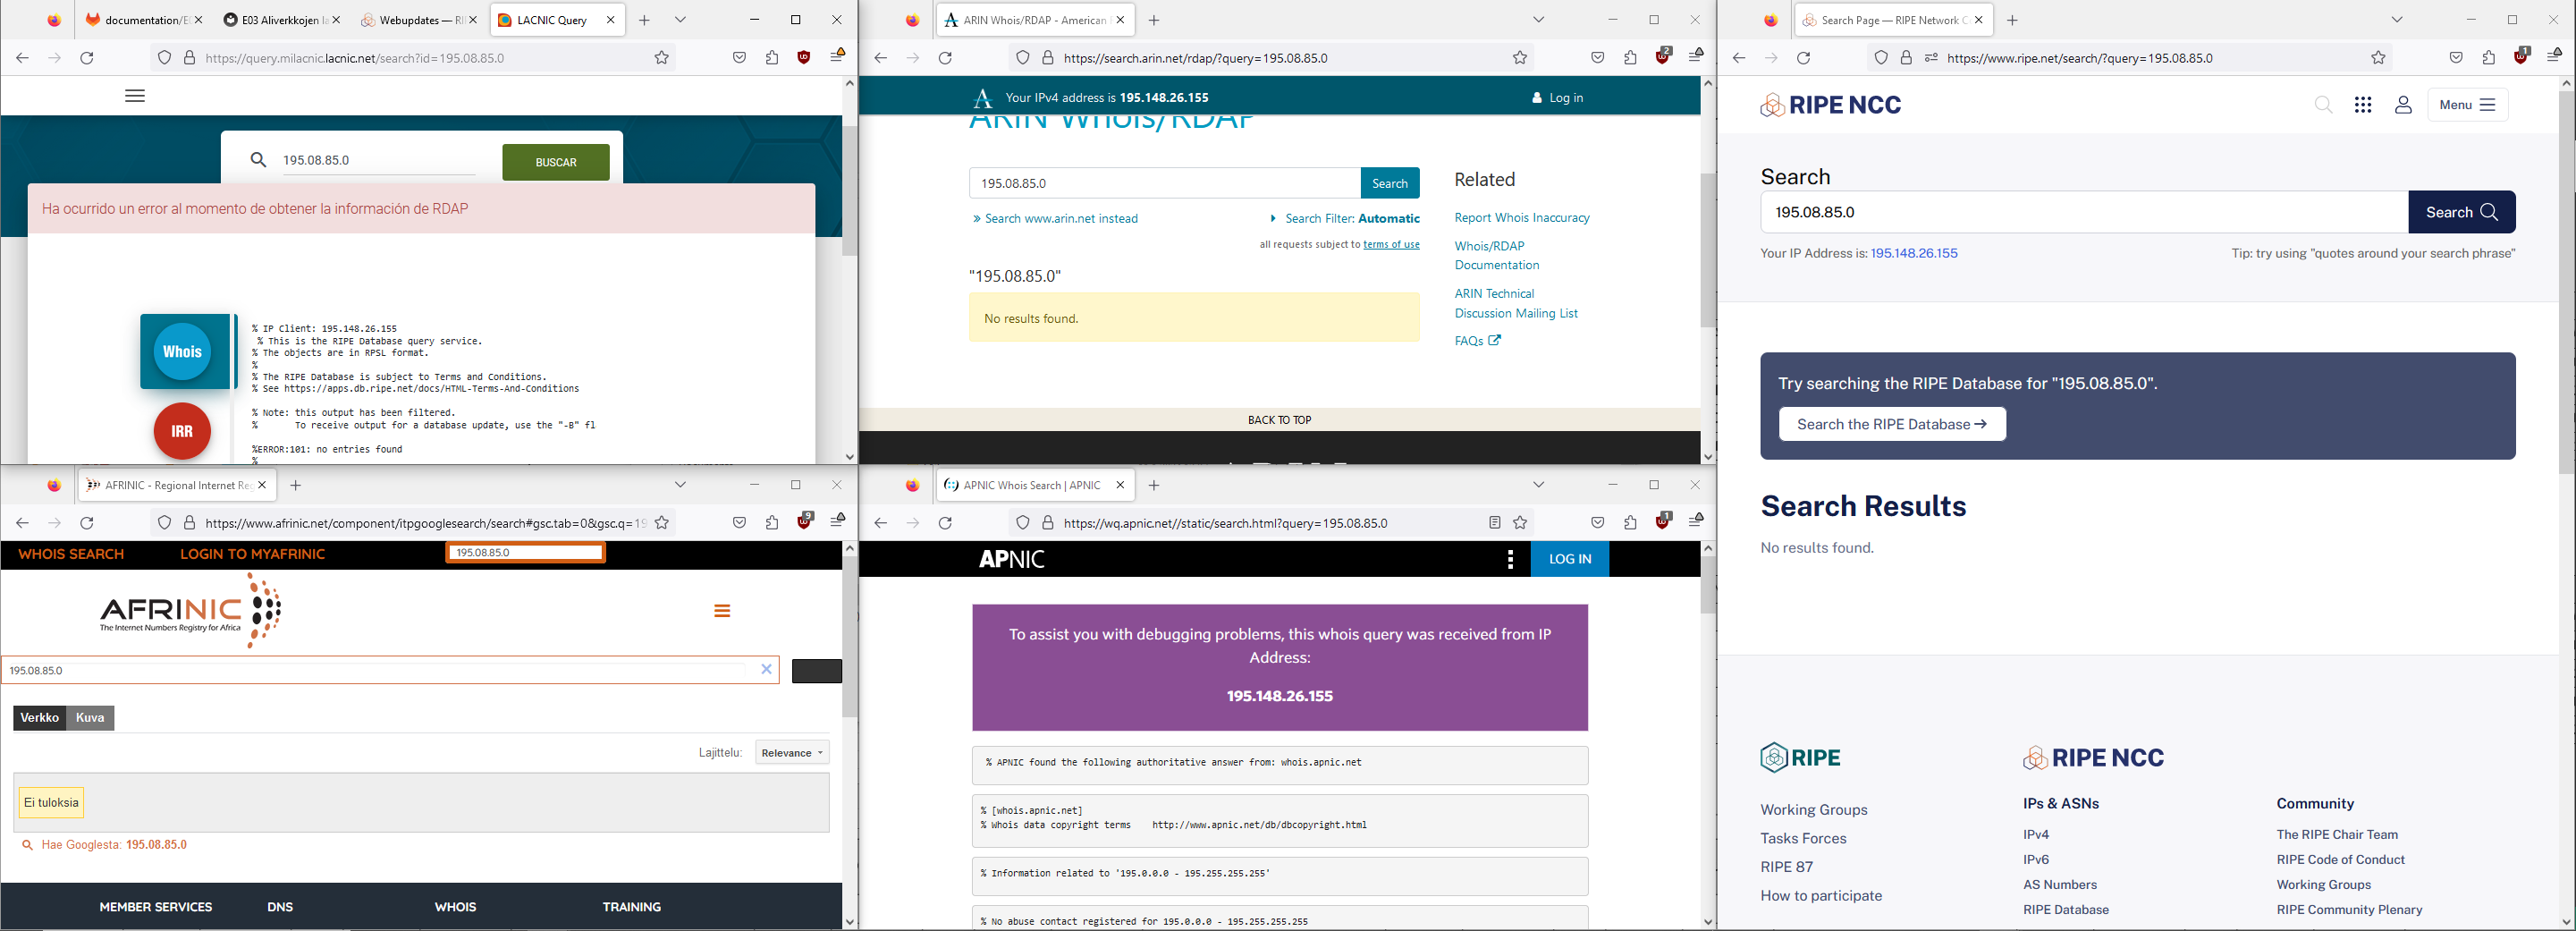 documentation/El
E03 Aliverkkojen la
Webupdates — RI
LACNIC Query
https://query.milacnic.lacnic.net/search?id=195.08.85.0
195.08.85.0
BUSCAR
Ha ocurrido un error al momento de obtener la información de RDAP
Whois
IRR
% IP Client: 195.148.26.155
% This is the RIPE Database query service.
% The objects are in RPSL format.
%
% The RIPE Database is subject to Terms and Conditions.
% See https://apps.db.ripe.net/docs/HTML-Terms-And-Conditions
% Note: this output has been filtered.
% To receive output for a database update, use the "-B" fl
%ERROR:101: no entries found
%
ARIN Whois/RDAP - American
2
https://search.arin.net/rdap/?query=195.08.85.0
Your IPv4 address is 195.148.26.155
Log in
ARIN Whois/RDAP
195.08.85.0
Search
» Search www.arin.net instead
Search Filter: Automatic
all requests subject to terms of use
"195.08.85.0"
No results found.
Related
Report Whois Inaccuracy
Whois/RDAP
Documentation
ARIN Technical
Discussion Mailing List
FAQs
BACK TO TOP
Search Page — RIPE Network C
1
https://www.ripe.net/search/?query=195.08.85.0
RIPE NCC
Menu
Search
195.08.85.0
Search
Your IP Address is: 195.148.26.155
Tip: try using "quotes around your search phrase"
Try searching the RIPE Database for "195.08.85.0".
Search the RIPE Database →
Search Results
No results found.
RIPE
Working Groups
Tasks Forces
RIPE 87
How to participate
RIPE NCC
IPs & ASNs
IPv4
IPv6
AS Numbers
RIPE Database
Community
The RIPE Chair Team
RIPE Code of Conduct
Working Groups
RIPE Community Plenary
AFRINIC - Regional Internet Re
9
https://www.afrinic.net/component/itpgooglesearch/search#gsc.tab=0&gsc.q=19
WHOIS SEARCH
LOGIN TO MYAFRINIC
195.08.85.0
AFRINIC
The Internet Numbers Registry for Africa
195.08.85.0
Verkko
Kuva
Lajittelu:
Relevance
Ei tuloksia
Hae Googlesta: 195.08.85.0
MEMBER SERVICES
DNS
WHOIS
TRAINING
APNIC Whois Search | APNIC
1
https://wq.apnic.net//static/search.html?query=195.08.85.0
APNIC
LOG IN
To assist you with debugging problems, this whois query was received from IP
Address:
195.148.26.155
% APNIC found the following authoritative answer from: whois.apnic.net
% [whois.apnic.net]
% Whois data copyright terms http://www.apnic.net/db/dbcopyright.html
% Information related to '195.0.0.0 - 195.255.255.255'
% No abuse contact registered for 195.0.0.0 - 195.255.255.255